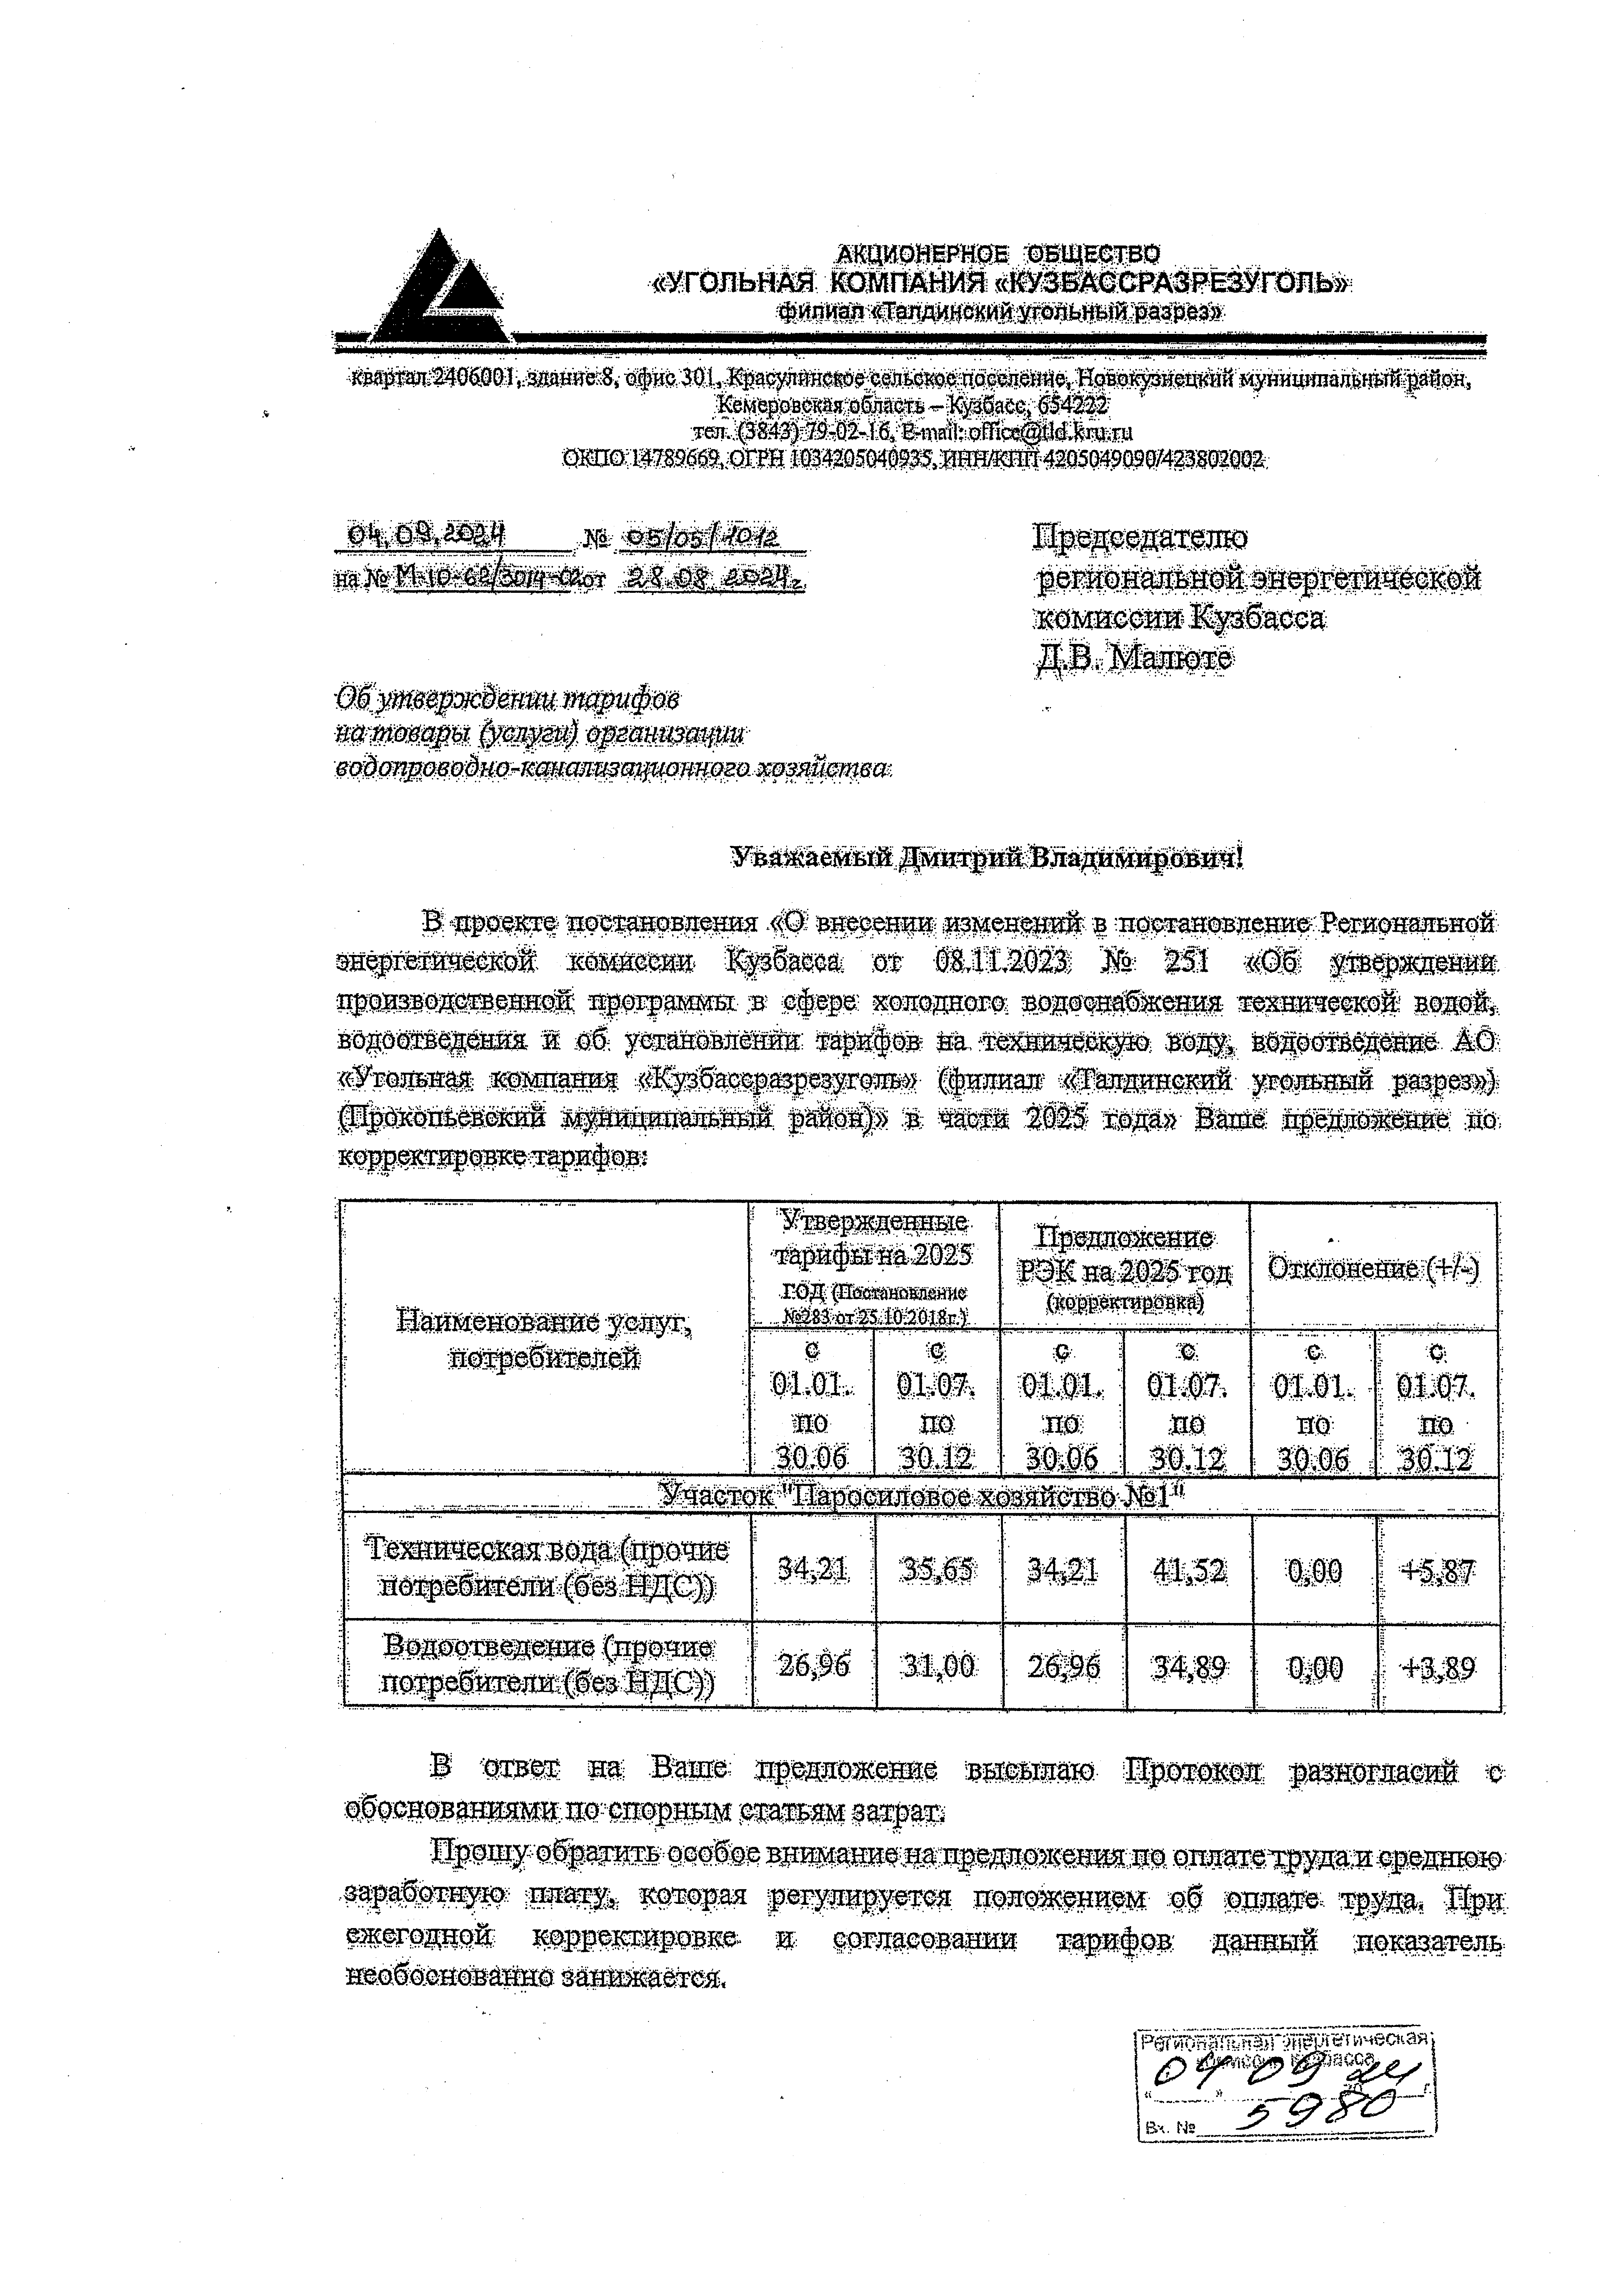 АКЦИОНЕРНОЕ ОБЩЕСТВО
«УГОЛЬНАЯ КОМПАНИЯ «КУЗБАССРАЗРЕЗУГОЛЬ»
филиал «Талдинский угольный разрез»
квартал 2406001, здание 8, офис 301, Красулинское сельское поселение, Новокузнецкий муниципальный район,
Кемеровская область – Кузбасс, 654222
тел. (3843) 79-02-16, E-mail: office@tld.kru.ru
ОКПО 14789669, ОГРН 1034205040935, ИНН/КПП 4205049090/423802002
04.09.2024 № 05/05/1012
на № от 28.08.2024.
Председателю
региональной энергетической
комиссии Кузбасса
Д.В. Малюте
Об утверждении тарифов
на товары (услуги) организации
водопроводно-канализационного хозяйства.
Уважаемый Дмитрий Владимирович!
В проекте постановления «О внесении изменений в постановление Региональной
энергетической комиссии Кузбасса от 08.11.2023 № 251 «Об утверждении
производственной программы в сфере холодного водоснабжения технической водой,
водоотведения и об установлении тарифов на техническую воду, водоотведение АО
«Угольная компания «Кузбассразрезуголь» (филиал «Талдинский угольный разрез»)
(Прокопьевский муниципальный район)» в части 2025 года» Ваше предложение по
корректировке тарифов:
Наименование услуг, потребителей
Утвержденные тарифы на 2025 год (Постановление №283 от 25.10.2018г.)
Предложение РЭК на 2025 год (корректировка)
Отклонение (+/-)
с с с с с с
01.01. 01.07. 01.01. 01.07. 01.01. 01.07.
по по по по по по
30.06 30.12 30.06 30.12 30.06 30.12
Участок "Паросиловое хозяйство №1"
Техническая вода (прочие потребители (без НДС)) 34,21 35,65 34,21 41,52 0,00 +5,87
Водоотведение (прочие потребители (без НДС)) 26,96 31,00 26,96 34,89 0,00 +3,89
В ответ на Ваше предложение высылаю Протокол разногласий с
обоснованиями по спорным статьям затрат.
Прошу обратить особое внимание на предложения по оплате труда и среднюю
заработную плату, которая регулируется положением об оплате труда. При
ежегодной корректировке и согласовании тарифов данный показатель
необоснованно занижается.
Региональная энергетическая
комиссия Кузбасса
04 09 24
Вх. № 5980